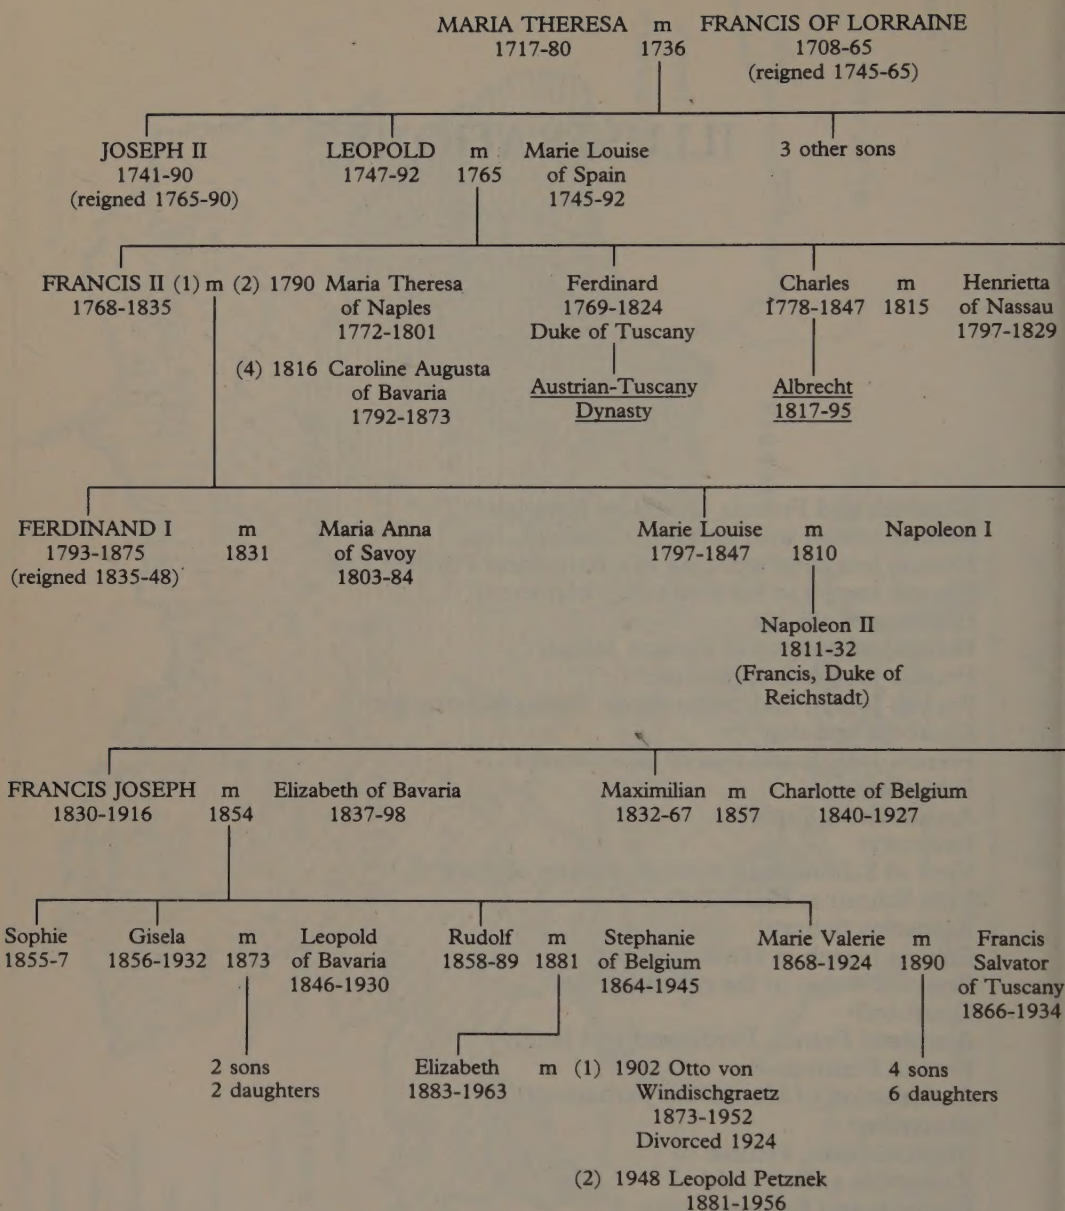 MARIA THERESA m FRANCIS OF LORRAINE
1717-80 1736 1708-65
(reigned 1745-65)
JOSEPH II LEOPOLD m Marie Louise 3 other sons
1741-90 1747-92 1765 of Spain
(reigned 1765-90) 1745-92
FRANCIS II (1) m (2) 1790 Maria Theresa Ferdinard Charles m Henrietta
1768-1835 of Naples 1769-1824 1778-1847 1815 of Nassau
1772-1801 Duke of Tuscany 1797-1829
(4) 1816 Caroline Augusta Austrian-Tuscany Albrecht
of Bavaria Dynasty 1817-95
1792-1873
FERDINAND I m Maria Anna Marie Louise m Napoleon I
1793-1875 1831 of Savoy 1797-1847 1810
(reigned 1835-48) 1803-84
Napoleon II
1811-32
(Francis, Duke of
Reichstadt)
FRANCIS JOSEPH m Elizabeth of Bavaria Maximilian m Charlotte of Belgium
1830-1916 1854 1837-98 1832-67 1857 1840-1927
Sophie Gisela m Leopold Rudolf m Stephanie Marie Valerie m Francis
1855-7 1856-1932 1873 of Bavaria 1858-89 1881 of Belgium 1868-1924 1890 Salvator
1846-1930 1864-1945 of Tuscany
1866-1934
2 sons Elizabeth m (1) 1902 Otto von 4 sons
2 daughters 1883-1963 Windischgraetz 6 daughters
1873-1952
Divorced 1924
(2) 1948 Leopold Petznek
1881-1956